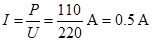 I = P/U = 110/220 A = 0.5 A